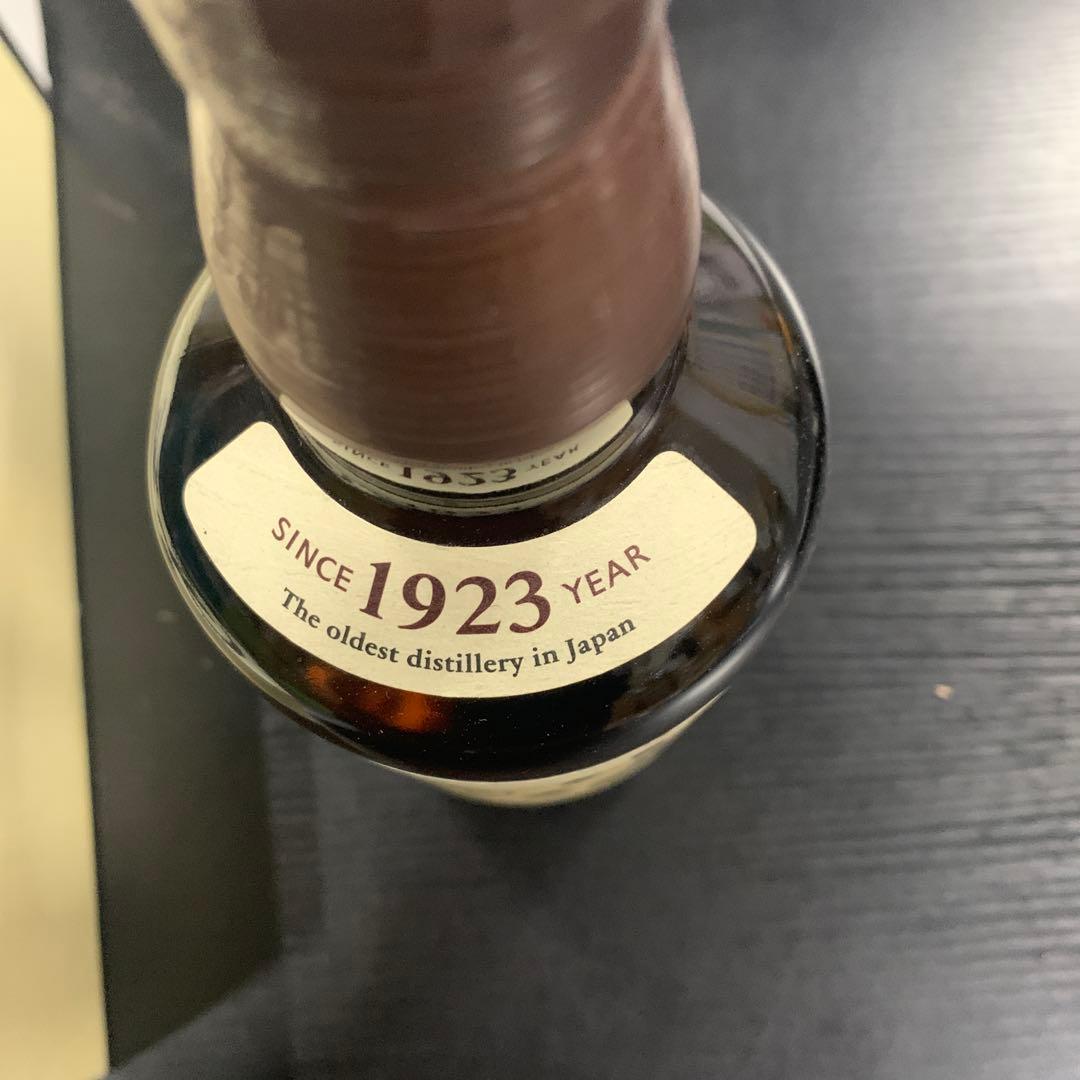 SINCE 1923 YEAR
The oldest distillery in Japan